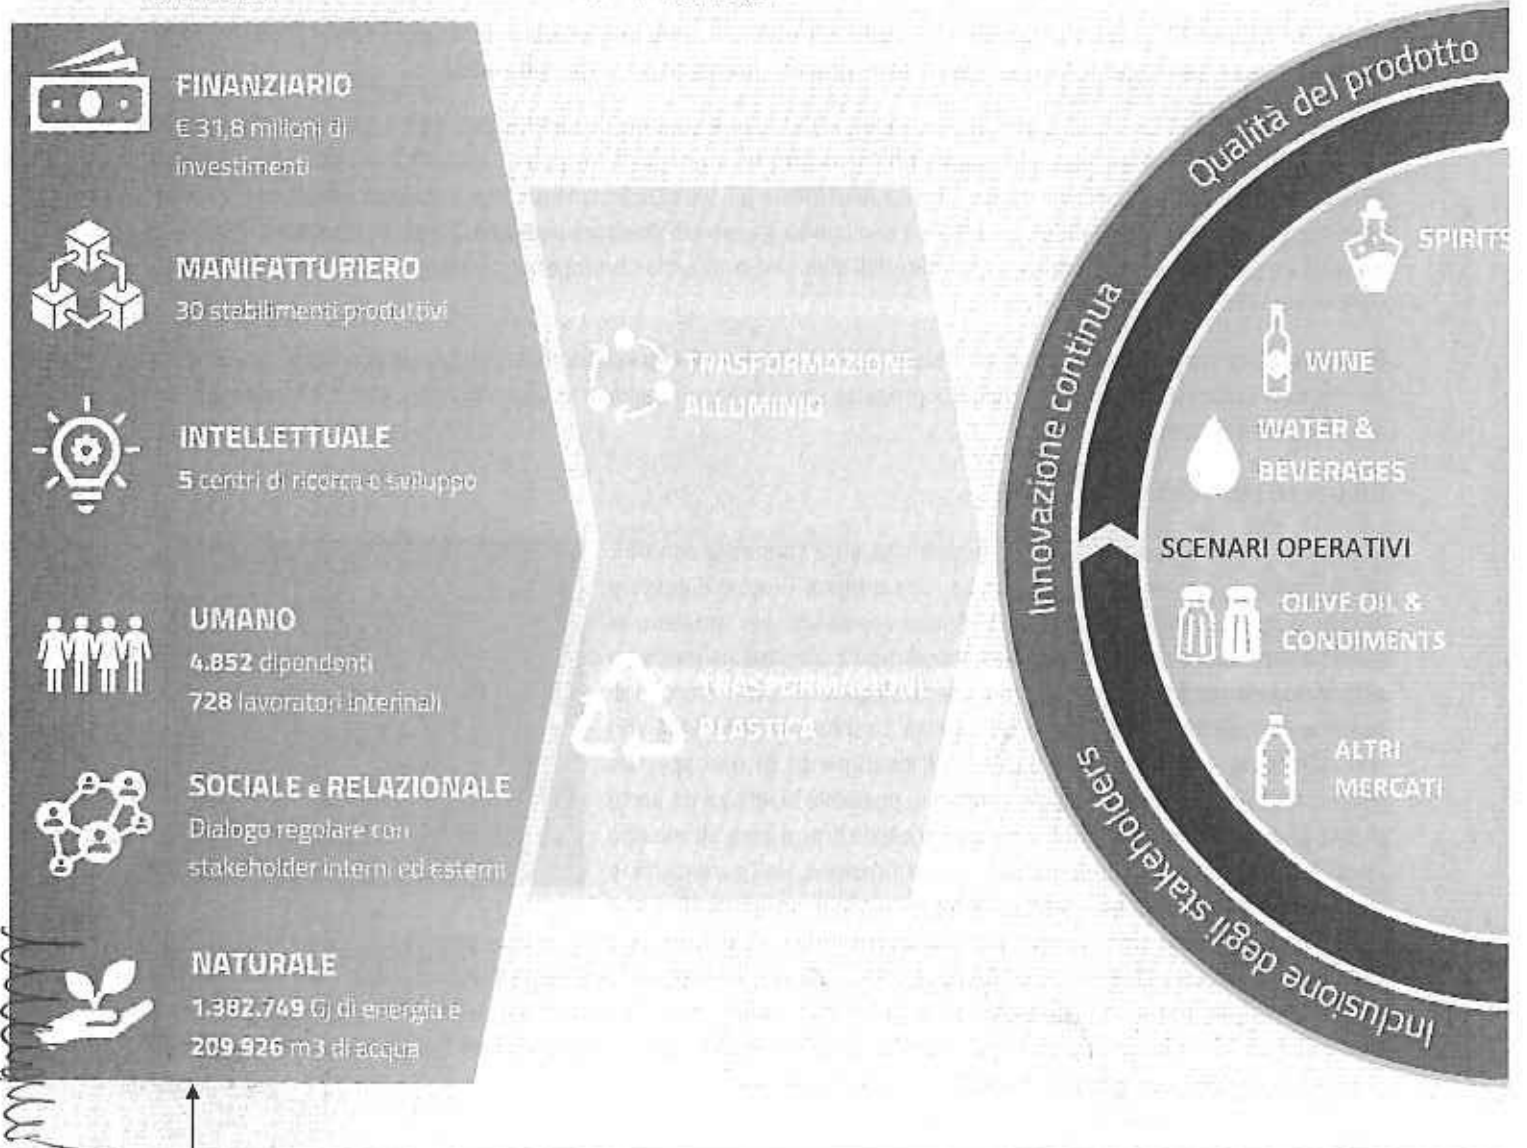 FINANZIARIO
€ 31,8 milioni di
investimenti
MANIFATTURIERO
30 stabilimenti produttivi
INTELLETTUALE
5 centri di ricerca e sviluppo
UMANO
4.852 dipendenti
728 lavoratori interinali
SOCIALE e RELAZIONALE
Dialogo regolare con
stakeholder interni ed esterni
NATURALE
1.382.749 Gj di energia e
209.926 m3 di acqua
TRASFORMAZIONE
ALLUMINIO
TRASFORMAZIONE
PLASTICA
Qualità del prodotto
Innovazione continua
Inclusione degli stakeholders
SPIRITS
WINE
WATER &
BEVERAGES
SCENARI OPERATIVI
OLIVE OIL &
CONDIMENTS
ALTRI
MERCATI